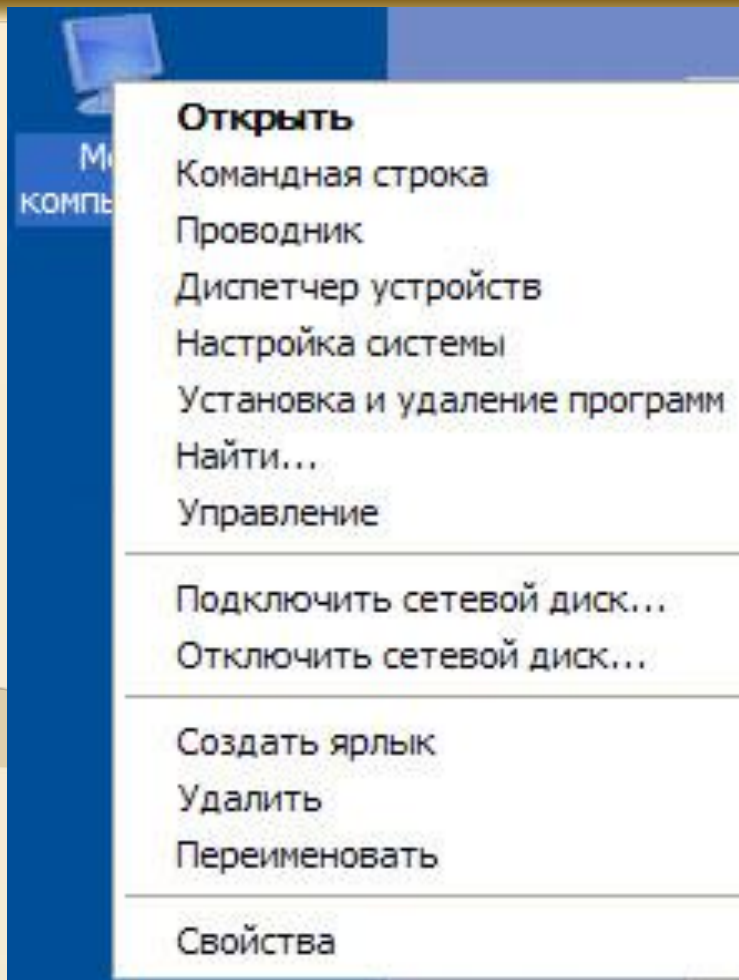 Открыть
Командная строка
Проводник
Диспетчер устройств
Настройка системы
Установка и удаление программ
Найти...
Управление
Подключить сетевой диск...
Отключить сетевой диск...
Создать ярлык
Удалить
Переименовать
Свойства